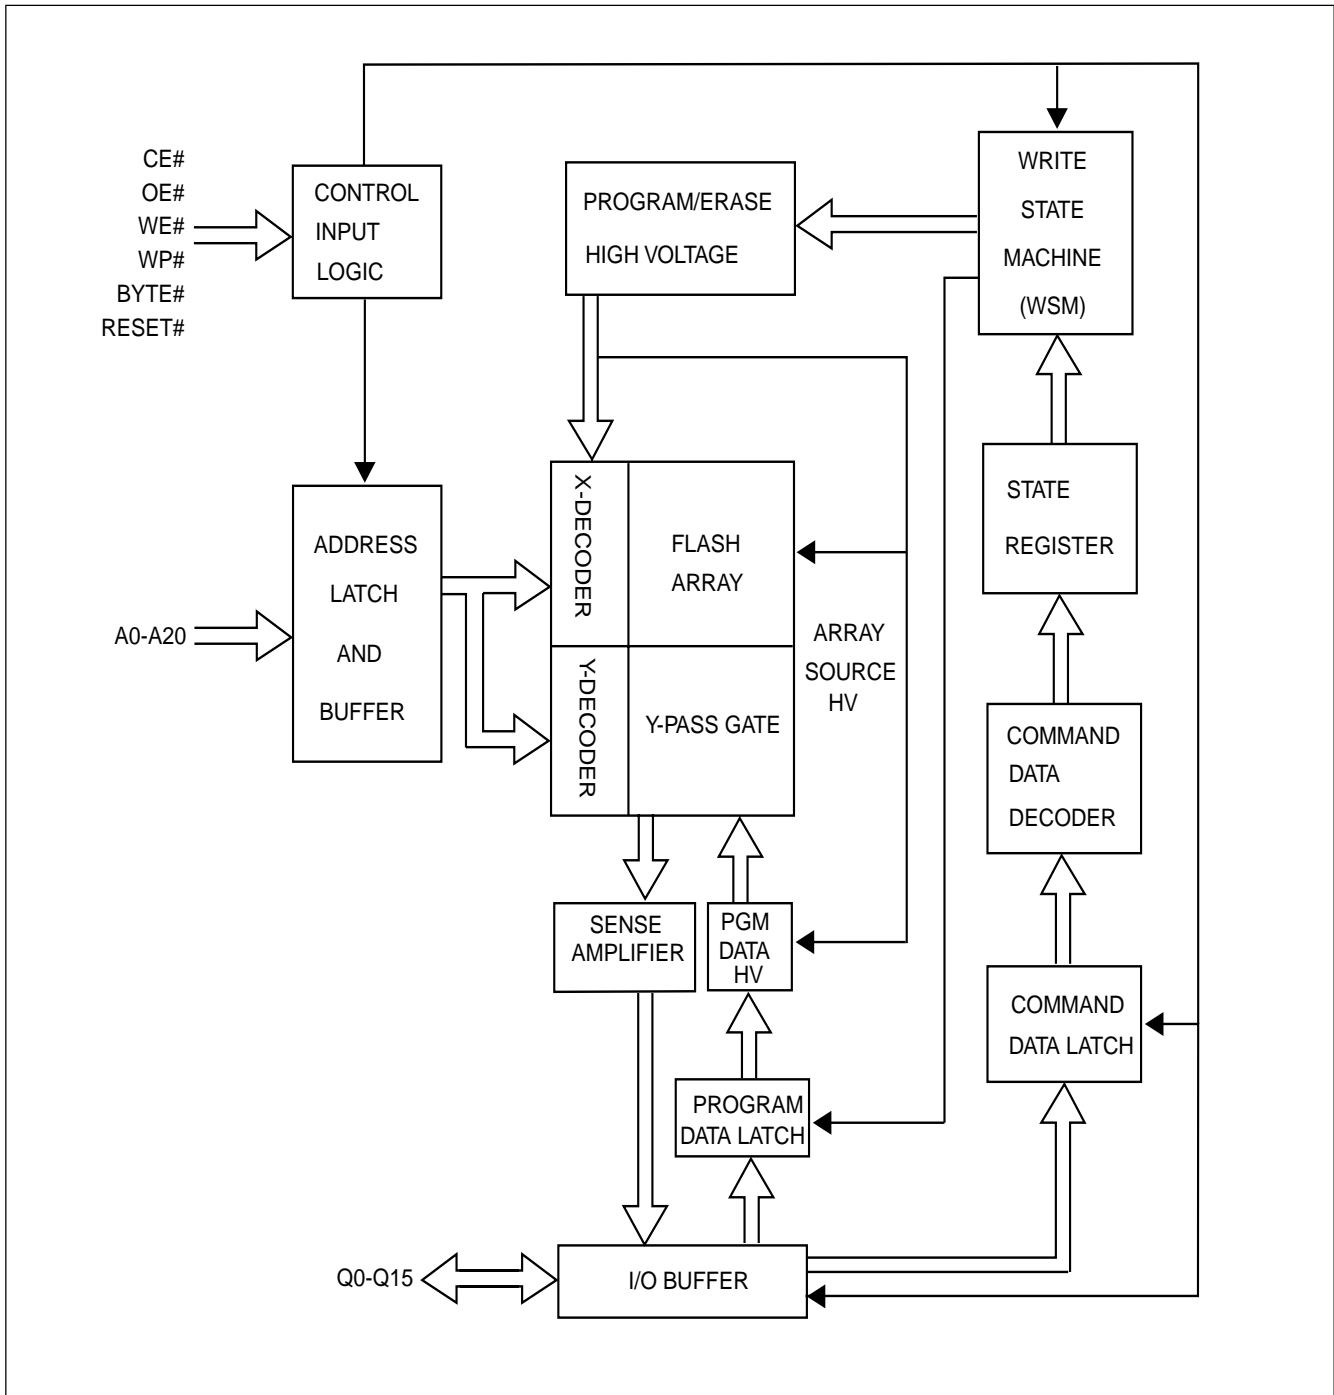 CE#
OE#
WE#
WP#
BYTE#
RESET#
CONTROL
INPUT
LOGIC
PROGRAM/ERASE
HIGH VOLTAGE
WRITE
STATE
MACHINE
(WSM)
A0-A20
ADDRESS
LATCH
AND
BUFFER
X-DECODER
FLASH
ARRAY
Y-DECODER
Y-PASS GATE
ARRAY
SOURCE
HV
STATE
REGISTER
COMMAND
DATA
DECODER
SENSE
AMPLIFIER
PGM
DATA
HV
COMMAND
DATA LATCH
PROGRAM
DATA LATCH
Q0-Q15
I/O BUFFER